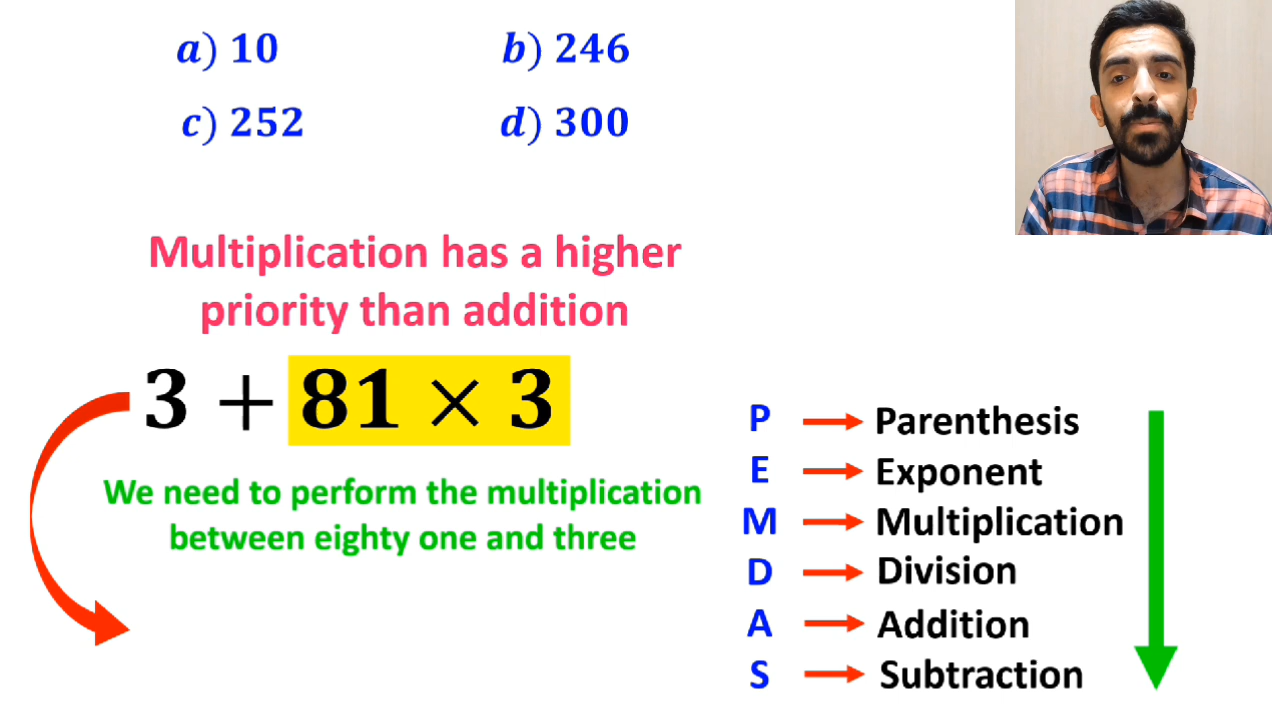 a) 10 b) 246
c) 252 d) 300
Multiplication has a higher
priority than addition
3 + 81 × 3
We need to perform the multiplication
between eighty one and three
P → Parenthesis
E → Exponent
M → Multiplication
D → Division
A → Addition
S → Subtraction